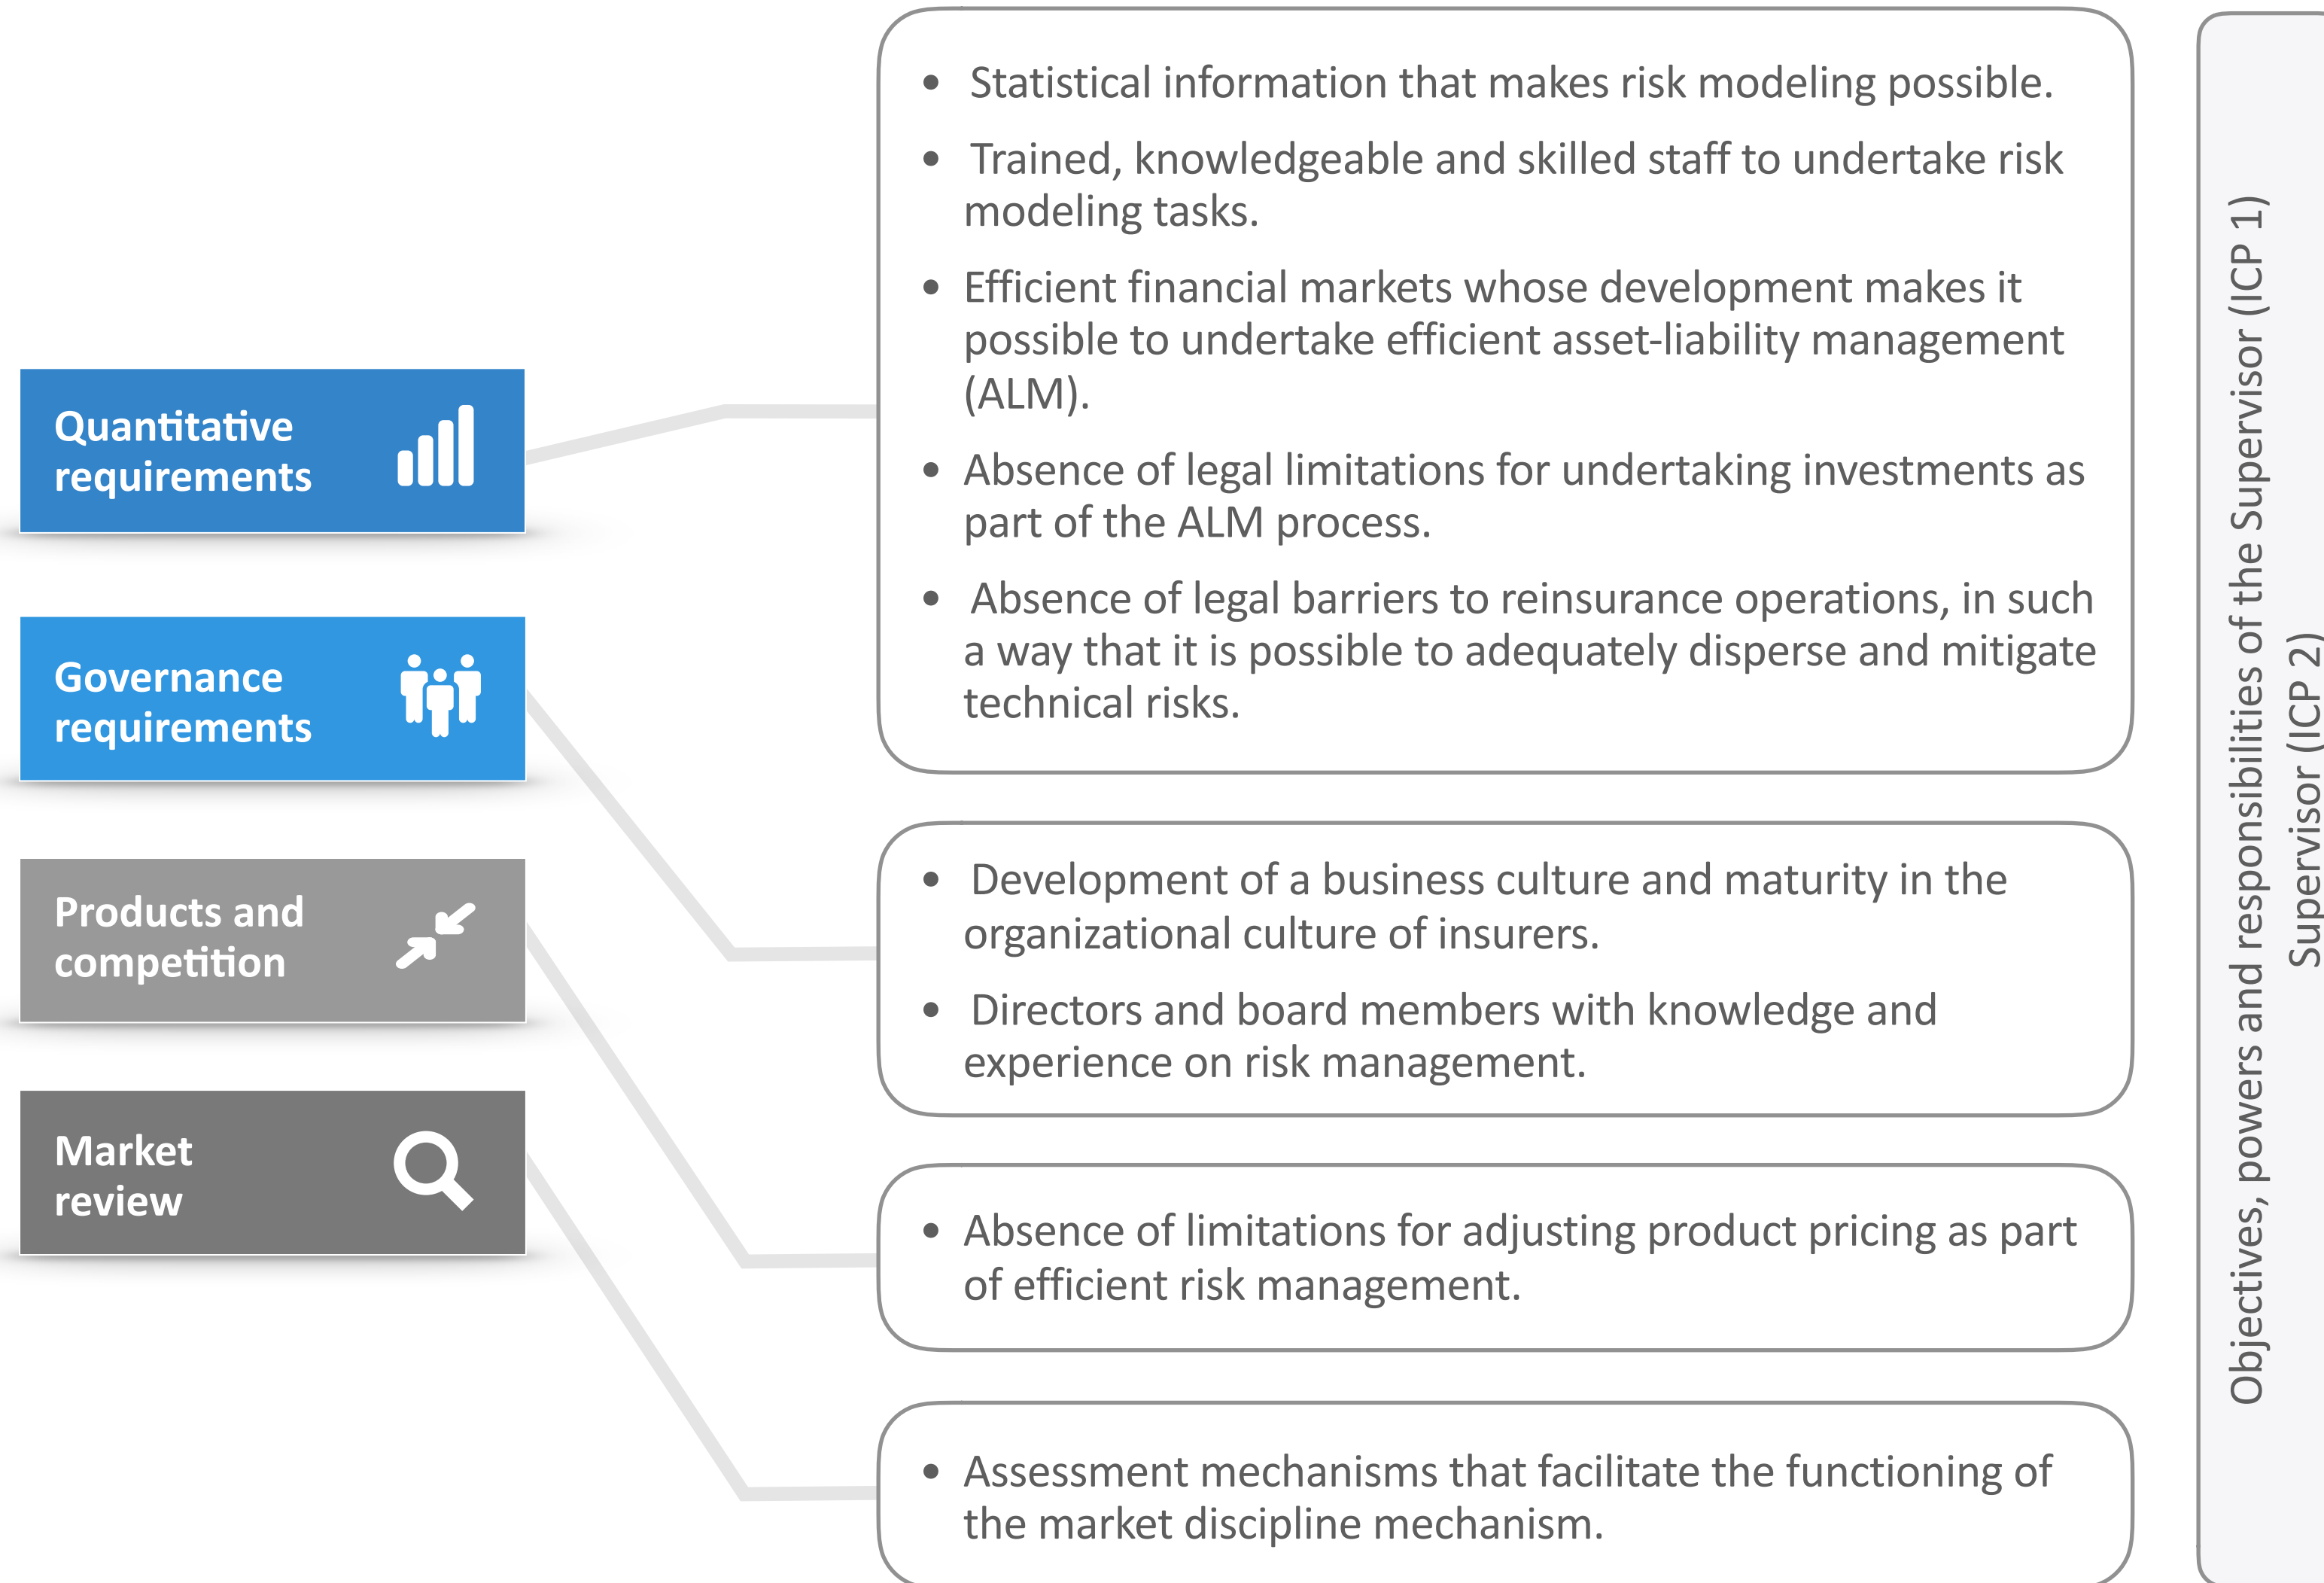 Quantitative
requirements
Governance
requirements
Products and
competition
Market
review
• Statistical information that makes risk modeling possible.
• Trained, knowledgeable and skilled staff to undertake risk
modeling tasks.
• Efficient financial markets whose development makes it
possible to undertake efficient asset-liability management
(ALM).
• Absence of legal limitations for undertaking investments as
part of the ALM process.
• Absence of legal barriers to reinsurance operations, in such
a way that it is possible to adequately disperse and mitigate
technical risks.
• Development of a business culture and maturity in the
organizational culture of insurers.
• Directors and board members with knowledge and
experience on risk management.
• Absence of limitations for adjusting product pricing as part
of efficient risk management.
• Assessment mechanisms that facilitate the functioning of
the market discipline mechanism.
Objectives, powers and responsibilities of the Supervisor (ICP 1)
Supervisor (ICP 2)